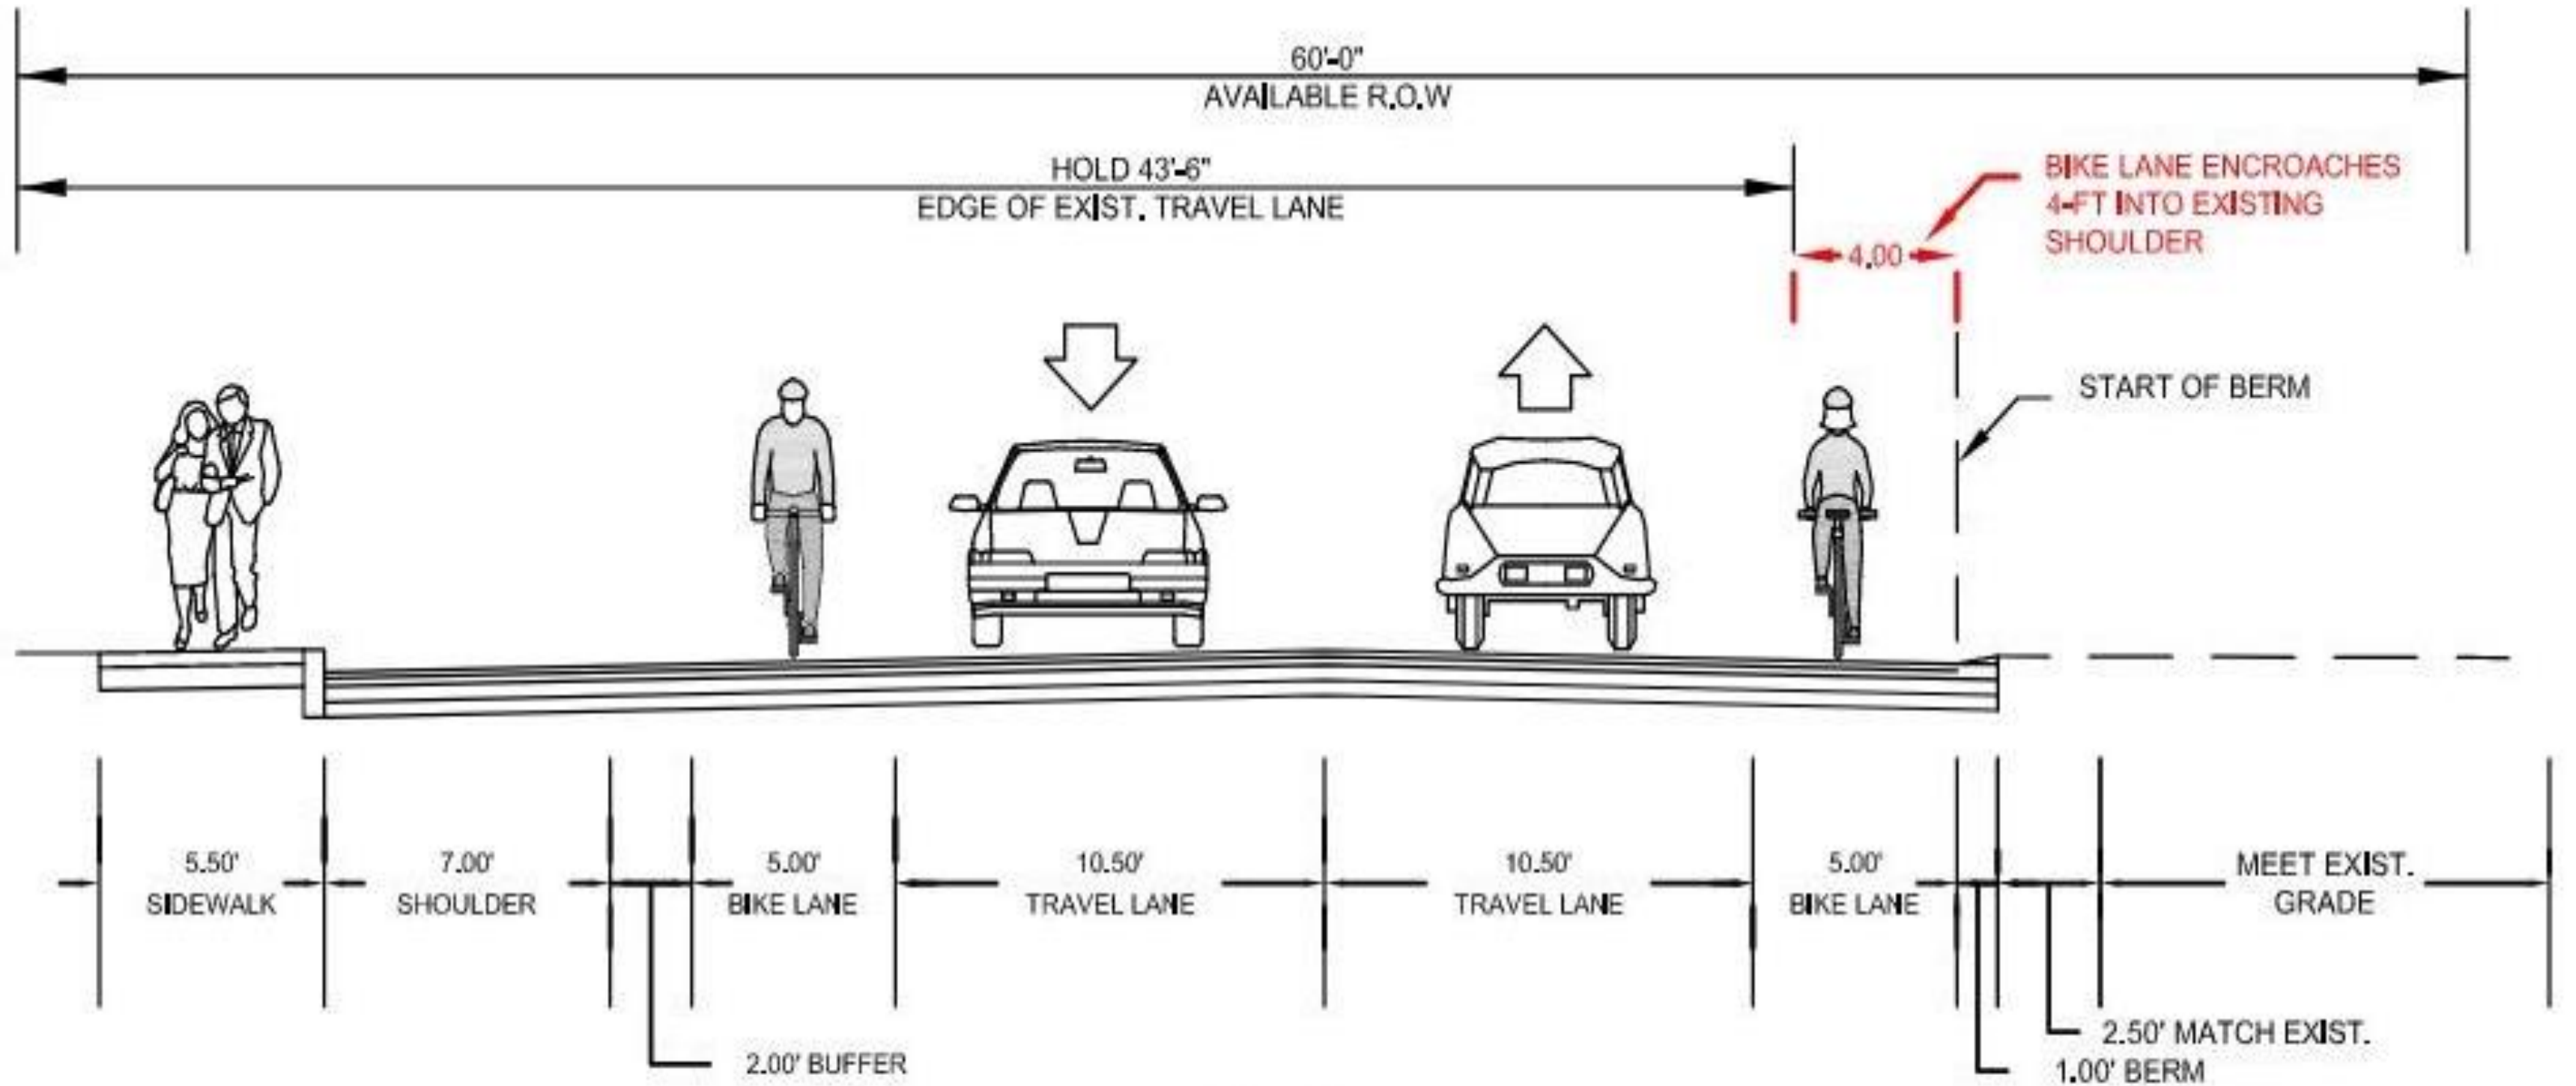 60'-0"
AVAILABLE R.O.W
HOLD 43'-6"
EDGE OF EXIST. TRAVEL LANE
BIKE LANE ENCROACHES
4-FT INTO EXISTING
SHOULDER
4.00
START OF BERM
5.50'
SIDEWALK
7.00'
SHOULDER
5.00'
BIKE LANE
10.50'
TRAVEL LANE
10.50'
TRAVEL LANE
5.00'
BIKE LANE
MEET EXIST.
GRADE
2.00' BUFFER
2.50' MATCH EXIST.
1.00' BERM